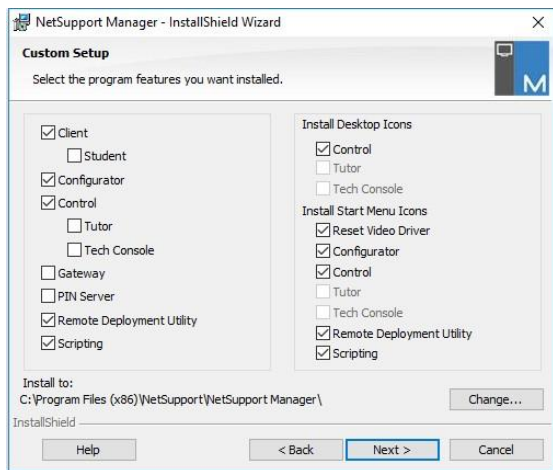 NetSupport Manager - InstallShield Wizard
Custom Setup
Select the program features you want installed.
M
Client
Student
Configurator
Control
Tutor
Tech Console
Gateway
PIN Server
Remote Deployment Utility
Scripting
Install Desktop Icons
Control
Tutor
Tech Console
Install Start Menu Icons
Reset Video Driver
Configurator
Control
Tutor
Tech Console
Remote Deployment Utility
Scripting
Install to:
C:\Program Files (x86)\NetSupport\NetSupport Manager\
Change...
InstallShield
Help
< Back
Next >
Cancel